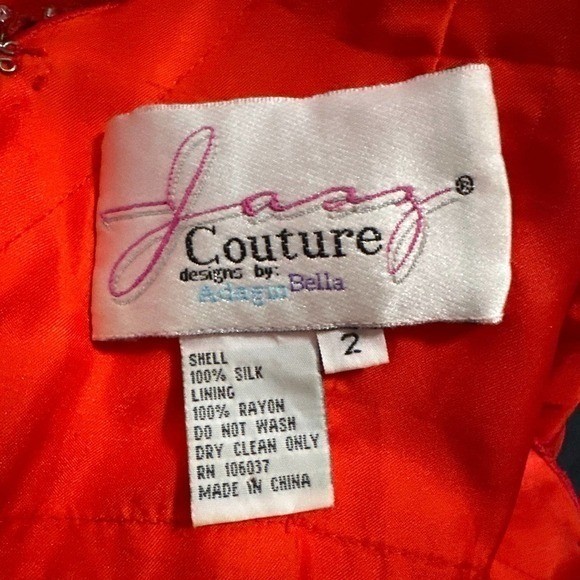 Jaaz®
Couture
designs by:
Adagio Bella
2
SHELL
100% SILK
LINING
100% RAYON
DO NOT WASH
DRY CLEAN ONLY
RN 106037
MADE IN CHINA